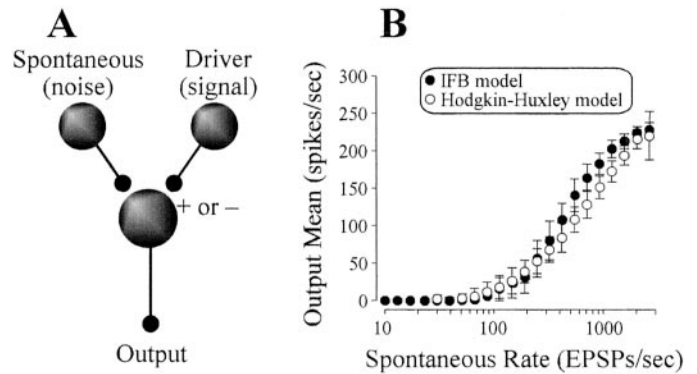 A
Spontaneous
(noise)
Driver
(signal)
+ or –
Output
B
Output Mean (spikes/sec)
300
250
200
150
100
50
0
IFB model
Hodgkin-Huxley model
10
100
1000
Spontaneous Rate (EPSPs/sec)